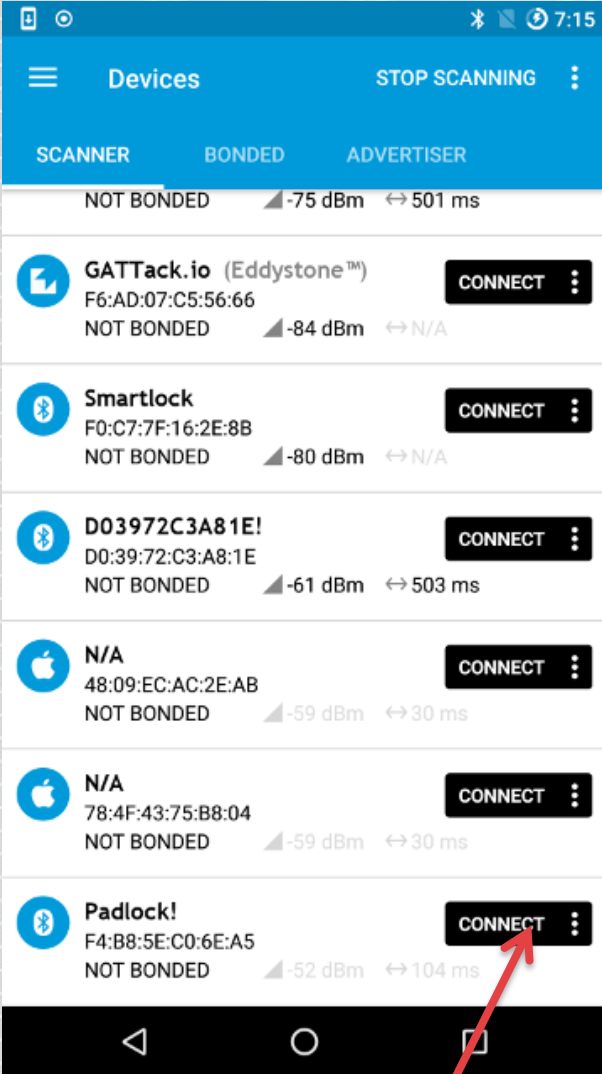 7:15
Devices STOP SCANNING
SCANNER BONDED ADVERTISER
NOT BONDED -75 dBm 501 ms
GATTack.io (Eddystone™)
CONNECT
F6:AD:07:C5:56:66
NOT BONDED -84 dBm N/A
Smartlock
CONNECT
F0:C7:7F:16:2E:8B
NOT BONDED -80 dBm N/A
D03972C3A81E!
CONNECT
D0:39:72:C3:A8:1E
NOT BONDED -61 dBm 503 ms
N/A
CONNECT
48:09:EC:AC:2E:AB
NOT BONDED -59 dBm 30 ms
N/A
CONNECT
78:4F:43:75:B8:04
NOT BONDED -59 dBm 30 ms
Padlock!
CONNECT
F4:B8:5E:C0:6E:A5
NOT BONDED -52 dBm 104 ms